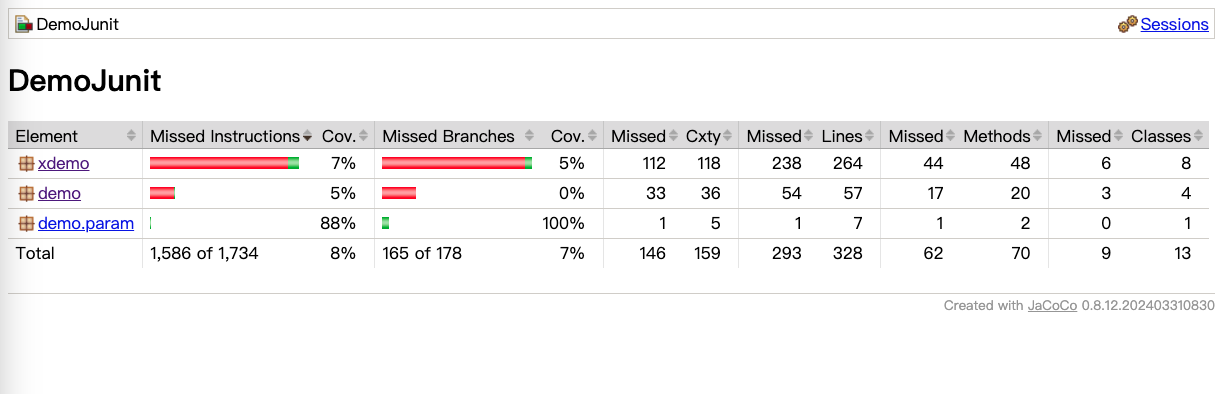 DemoJunit Sessions
DemoJunit
Element Missed Instructions Cov. Missed Branches Cov. Missed Cxty Missed Lines Missed Methods Missed Classes
xdemo 7% 5% 112 118 238 264 44 48 6 8
demo 5% 0% 33 36 54 57 17 20 3 4
demo.param 88% 100% 1 5 1 7 1 2 0 1
Total 1,586 of 1,734 8% 165 of 178 7% 146 159 293 328 62 70 9 13
Created with JaCoCo 0.8.12.202403310830